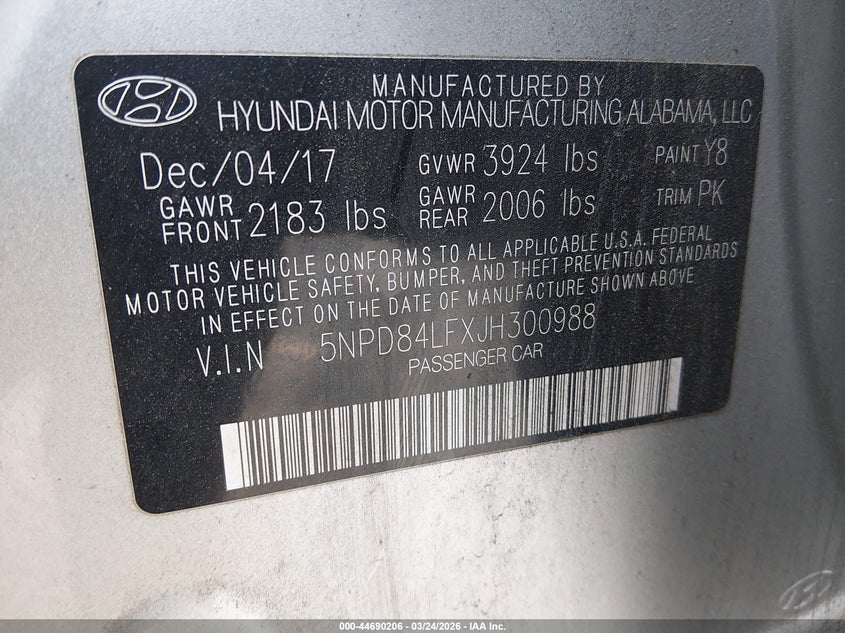 MANUFACTURED BY
HYUNDAI MOTOR MANUFACTURING ALABAMA, LLC
Dec/04/17 GVWR 3924 lbs PAINT Y8
GAWR FRONT 2183 lbs GAWR REAR 2006 lbs TRIM PK
THIS VEHICLE CONFORMS TO ALL APPLICABLE U.S.A. FEDERAL
MOTOR VEHICLE SAFETY, BUMPER, AND THEFT PREVENTION STANDARDS
IN EFFECT ON THE DATE OF MANUFACTURE SHOWN ABOVE.
V.I.N 5NPD84LFXJH300988
PASSENGER CAR
000-44690206 - 03/24/2026 - IAA Inc.